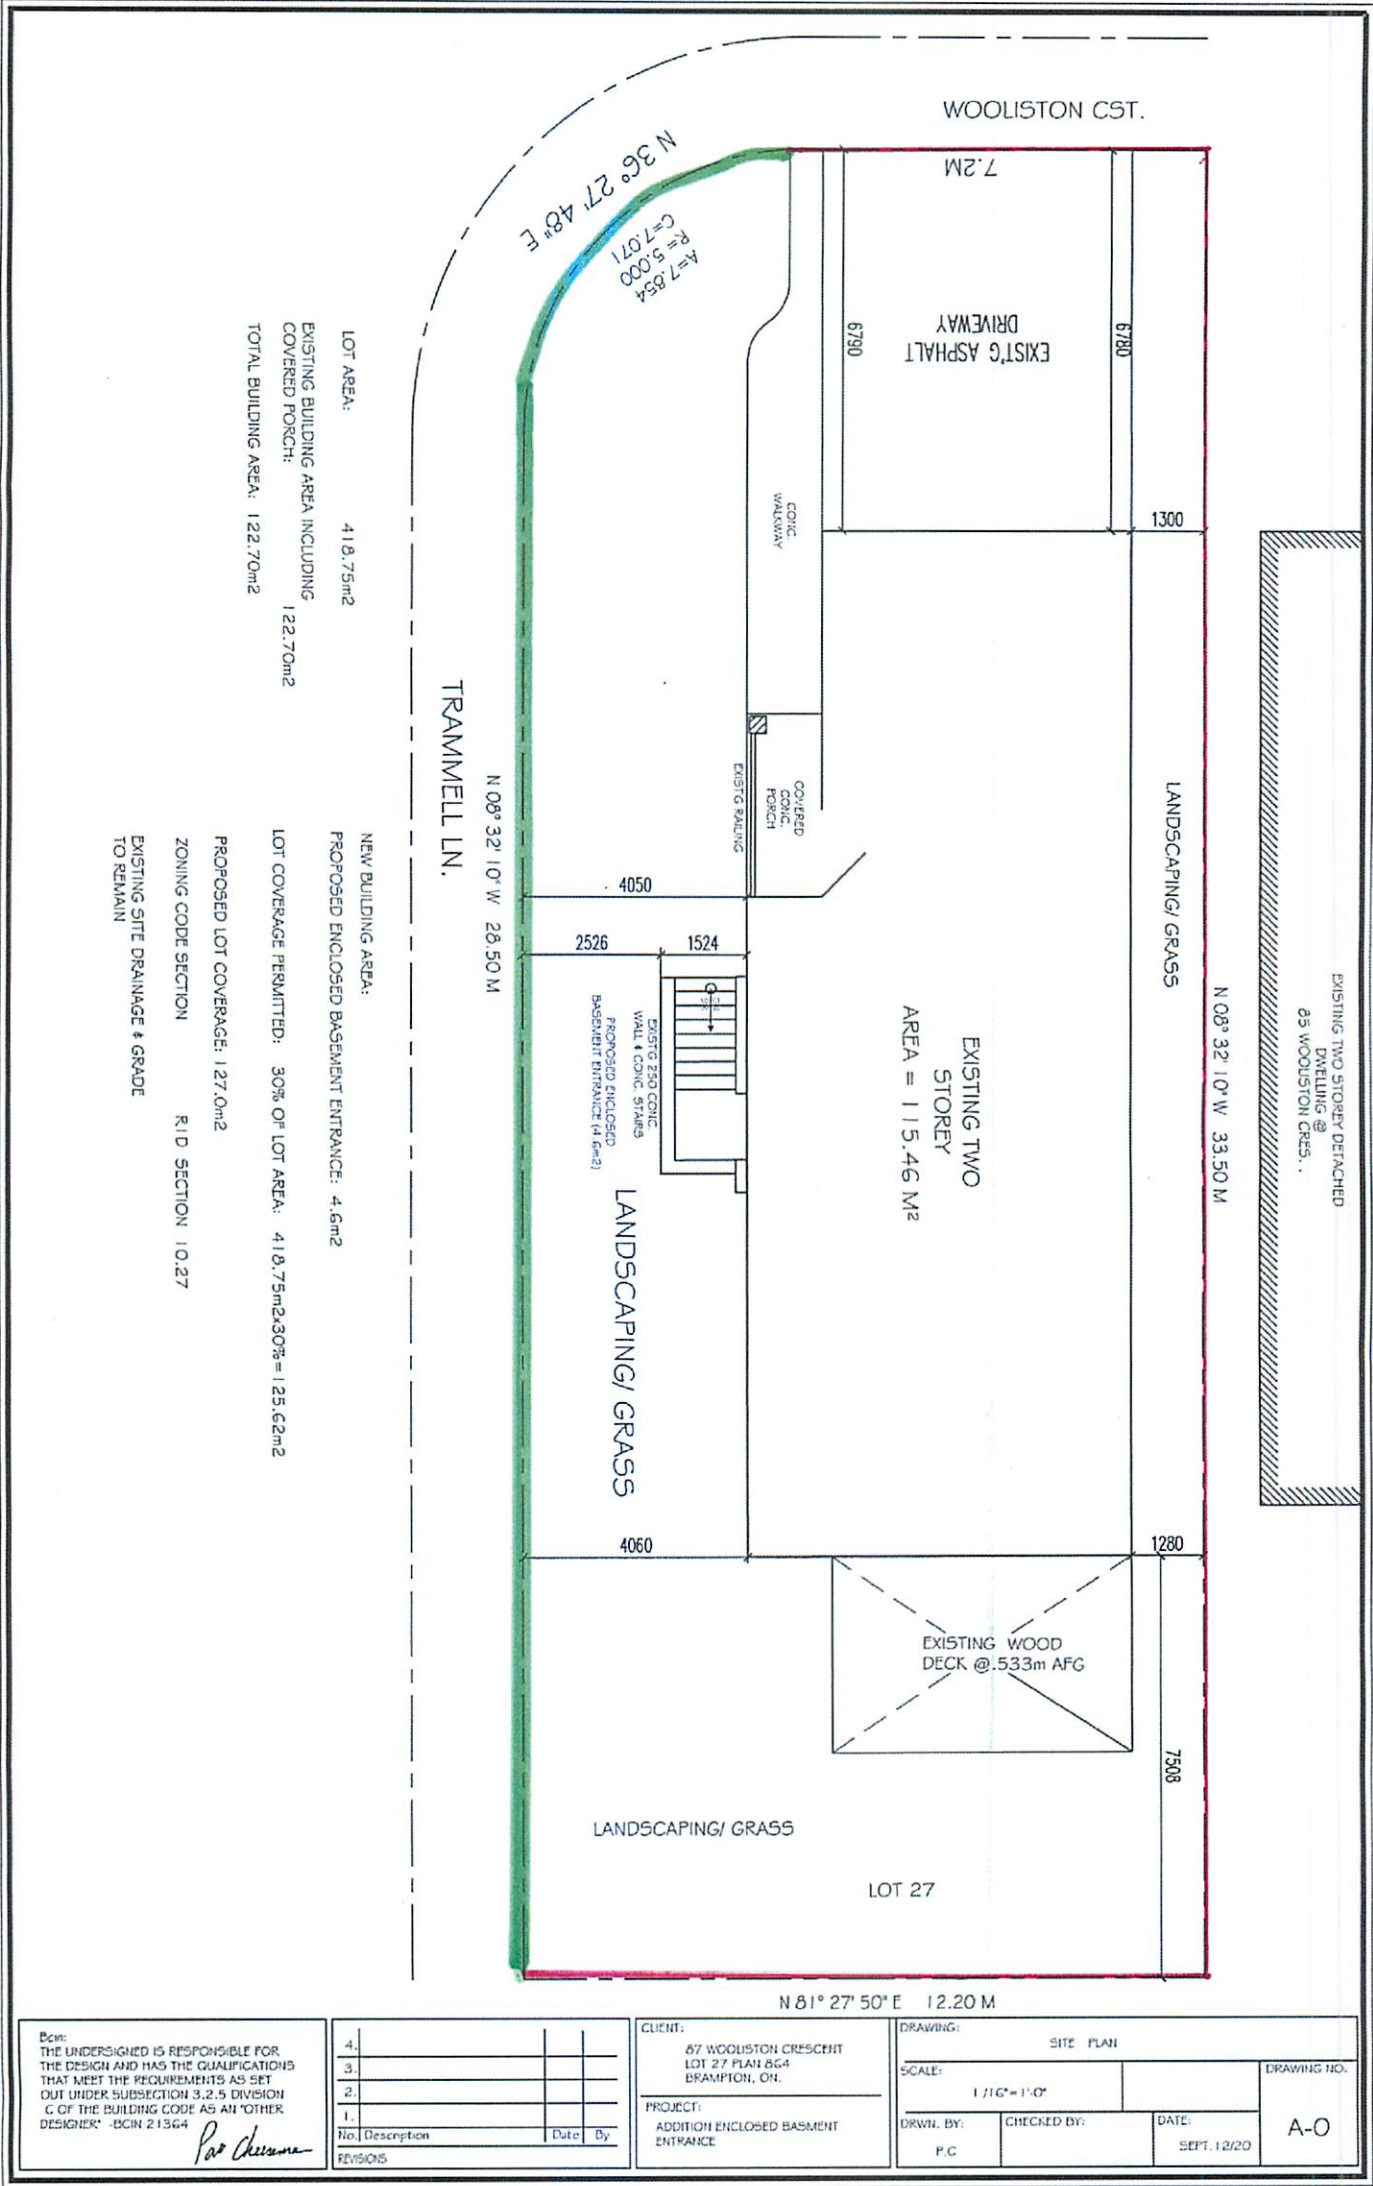 WOOLISTON CST.
7.2M
N 36° 27' 48" E
A=7.854
R= 5.000
C=7.071
EXIST'G ASPHALT
DRIVEWAY
6790
6780
1300
CONC.
WALKWAY
COVERED
CONC.
PORCH
EXIST'G RAILING
LANDSCAPING/ GRASS
EXISTING TWO STOREY DETACHED
DWELLING @
85 WOOLISTON CRES. .
N 08° 32' 10" W 33.50 M
EXISTING TWO
STOREY
AREA = 115.46 M²
4050
2526
1524
EXIST'G 250 CONC.
WALL & CONC. STAIRS
PROPOSED ENCLOSED
BASEMENT ENTRANCE (4.6m2)
LANDSCAPING/ GRASS
4060
1280
7508
EXISTING WOOD
DECK @.533m AFG
LANDSCAPING/ GRASS
LOT 27
N 81° 27' 50" E 12.20 M
N 08° 32' 10" W 28.50 M
TRAMMELL LN.
LOT AREA: 418.75m2
EXISTING BUILDING AREA INCLUDING
COVERED PORCH: 122.70m2
TOTAL BUILDING AREA: 122.70m2
NEW BUILDING AREA:
PROPOSED ENCLOSED BASEMENT ENTRANCE: 4.6m2
LOT COVERAGE PERMITTED: 30% OF LOT AREA: 418.75m2x30%=125.62m2
PROPOSED LOT COVERAGE: 127.0m2
ZONING CODE SECTION R1D SECTION 10.27
EXISTING SITE DRAINAGE & GRADE
TO REMAIN
Bcin:
THE UNDERSIGNED IS RESPONSIBLE FOR
THE DESIGN AND HAS THE QUALIFICATIONS
THAT MEET THE REQUIREMENTS AS SET
OUT UNDER SUBSECTION 3.2.5 DIVISION
C OF THE BUILDING CODE AS AN "OTHER
DESIGNER" -BCIN 21364
4.
3.
2.
1.
No. Description Date By
REVISIONS
CLIENT:
87 WOOLISTON CRESCENT
LOT 27 PLAN 864
BRAMPTON, ON.
PROJECT:
ADDITION ENCLOSED BASMENT
ENTRANCE
DRAWING:
SITE PLAN
SCALE:
1/16"=1'-0"
DRWN. BY:
P.C
CHECKED BY:
DATE:
SEPT.12/20
DRAWING NO.
A-0